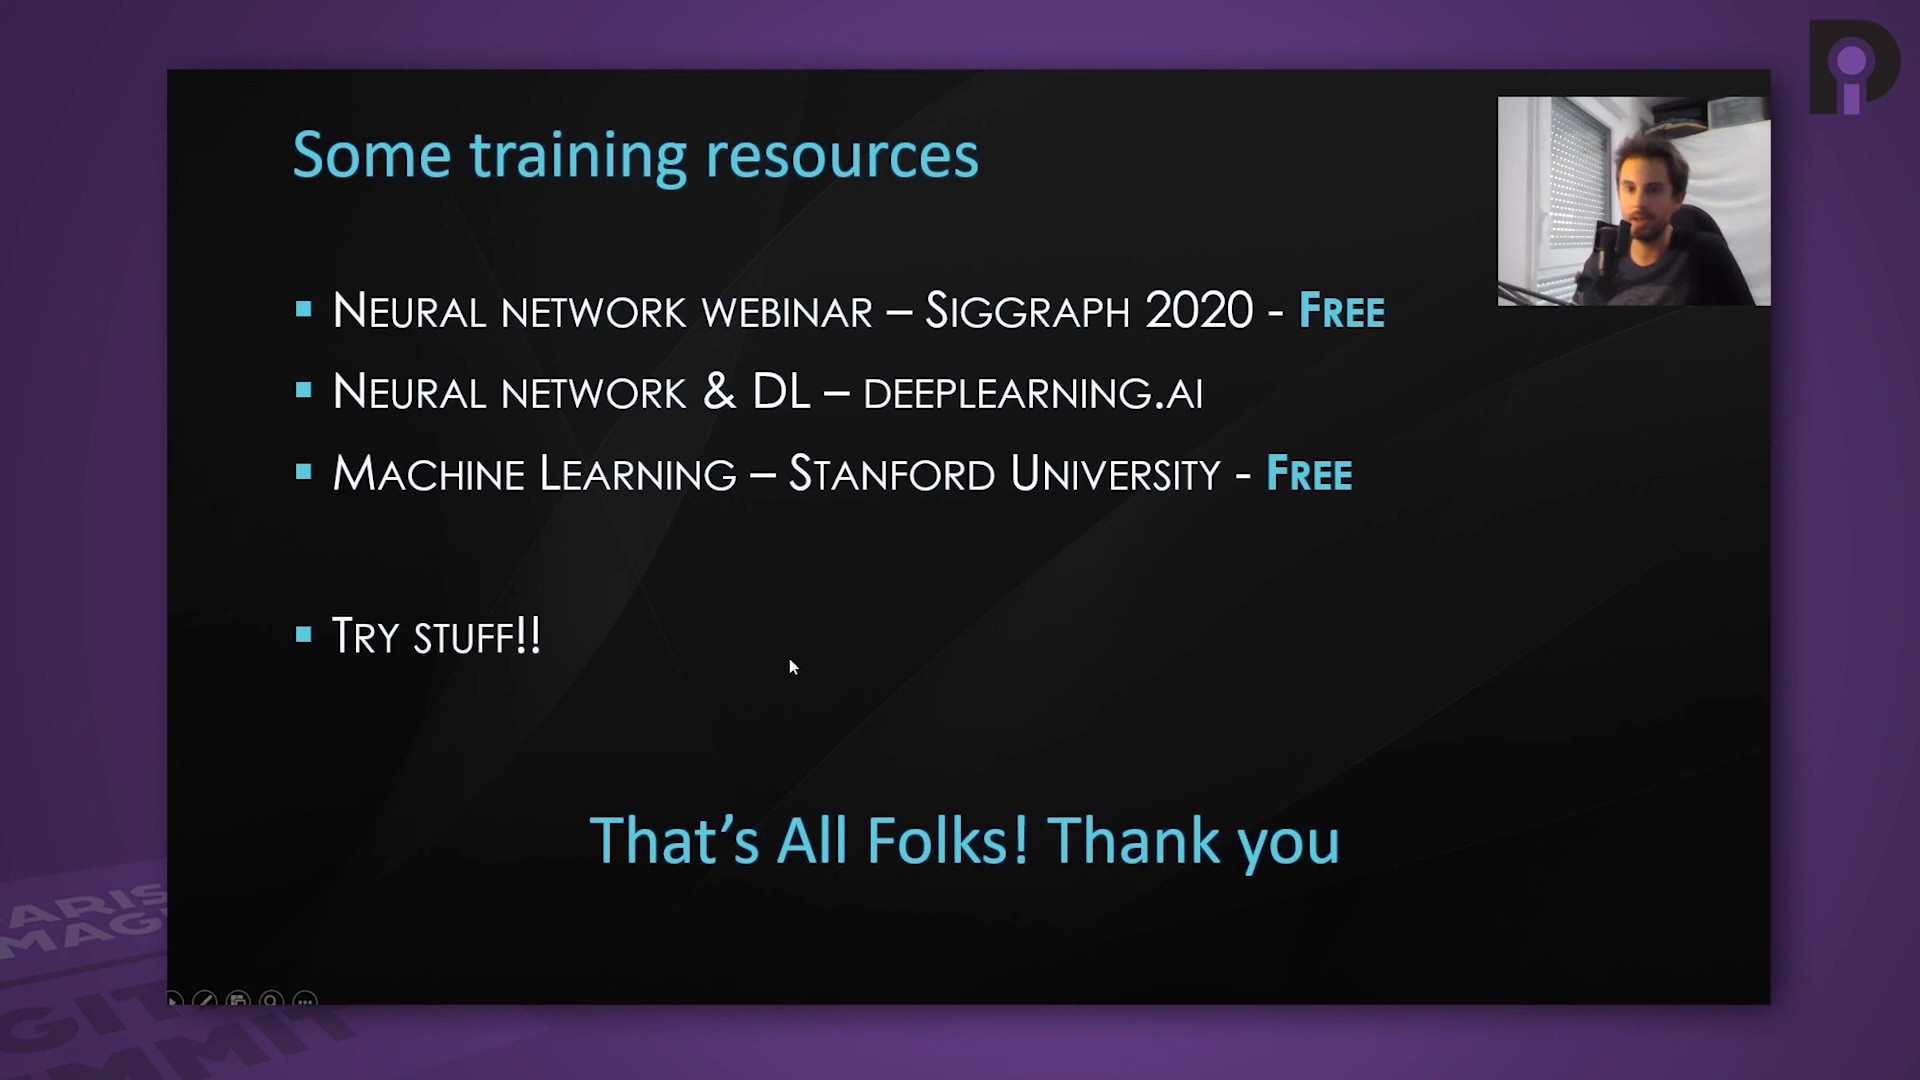 Some training resources
NEURAL NETWORK WEBINAR – SIGGRAPH 2020 - FREE
NEURAL NETWORK & DL – DEEPLEARNING.AI
MACHINE LEARNING – STANFORD UNIVERSITY - FREE
TRY STUFF!!
That’s All Folks! Thank you